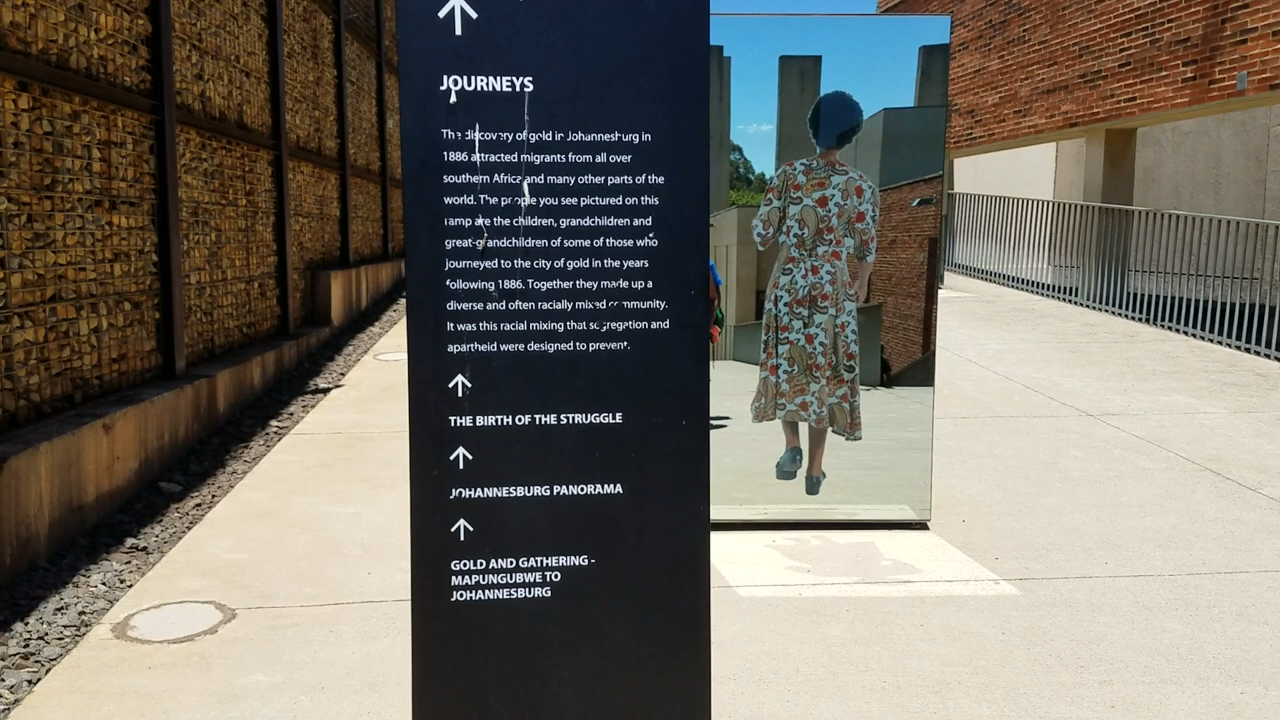 JOURNEYS
The discovery of gold in Johannesburg in
1886 attracted migrants from all over
southern Africa and many other parts of the
world. The people you see pictured on this
ramp are the children, grandchildren and
great-grandchildren of some of those who
journeyed to the city of gold in the years
following 1886. Together they made up a
diverse and often racially mixed community.
It was this racial mixing that segregation and
apartheid were designed to prevent.
THE BIRTH OF THE STRUGGLE
JOHANNESBURG PANORAMA
GOLD AND GATHERING -
MAPUNGUBWE TO
JOHANNESBURG